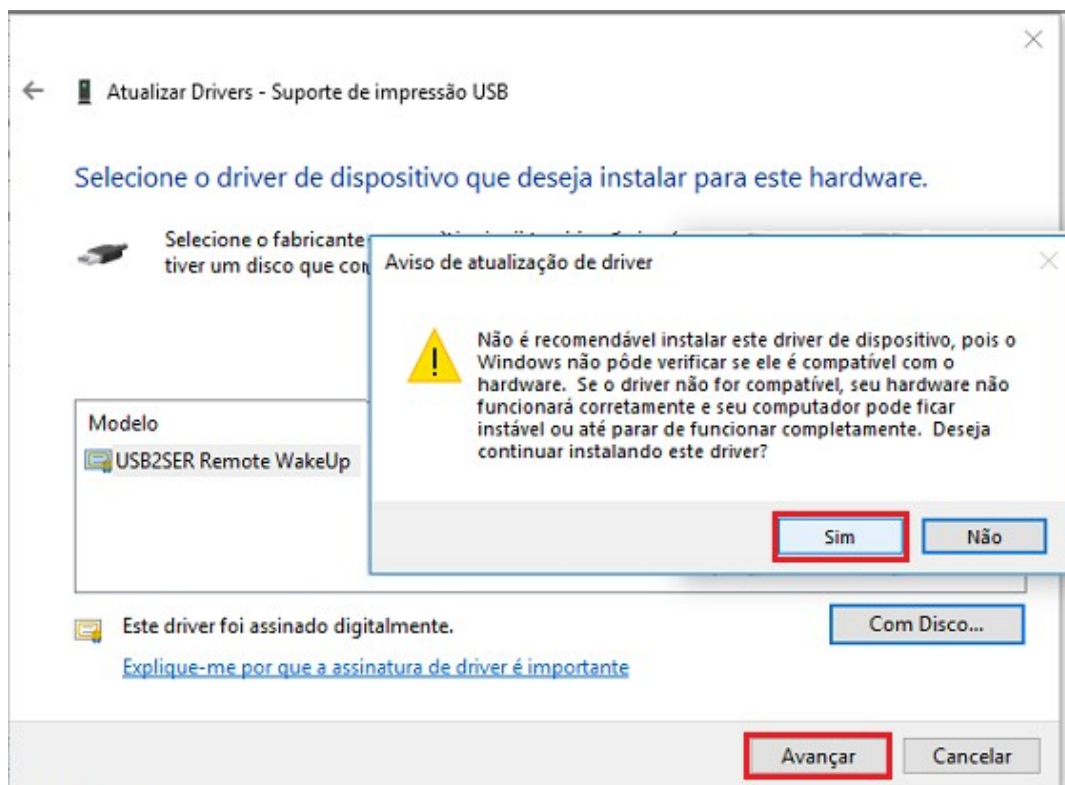 Atualizar Drivers - Suporte de impressão USB
Selecione o driver de dispositivo que deseja instalar para este hardware.
Selecione o fabricante
tiver um disco que
Aviso de atualização de driver
Não é recomendável instalar este driver de dispositivo, pois o
Windows não pôde verificar se ele é compatível com o
hardware. Se o driver não for compatível, seu hardware não
funcionará corretamente e seu computador pode ficar
instável ou até parar de funcionar completamente. Deseja
continuar instalando este driver?
Sim
Não
Modelo
USB2SER Remote WakeUp
Este driver foi assinado digitalmente.
Com Disco...
Explique-me por que a assinatura de driver é importante
Avançar
Cancelar